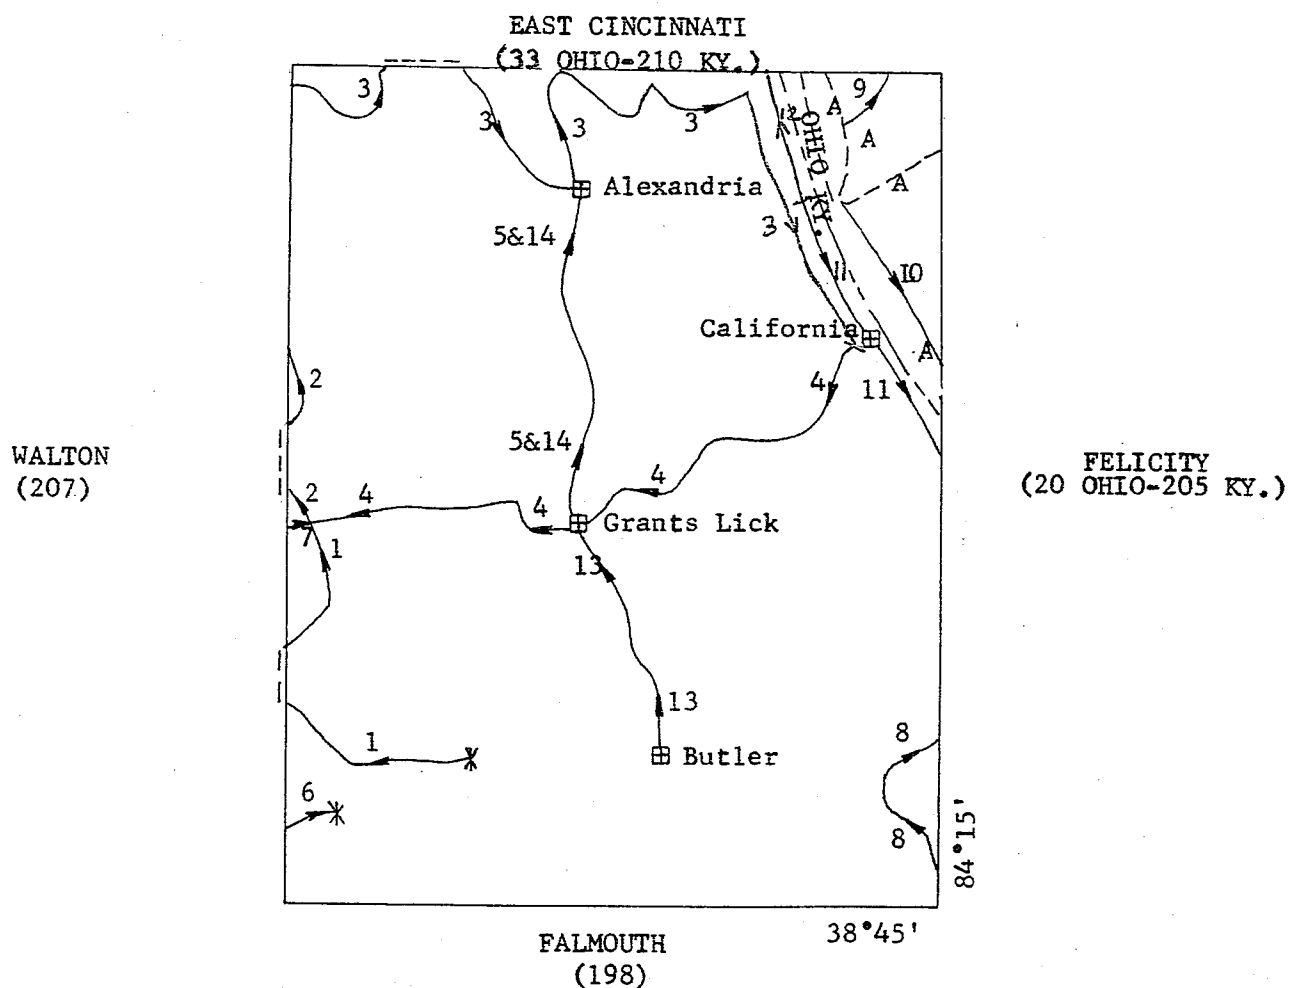 EAST CINCINNATI
(33 OHIO-210 KY.)
3
9
A
3
3
3
12
OHIO KY.
A
A
Alexandria
3
5&14
11
10
California
A
2
4
11
5&14
WALTON
(207)
FELICITY
(20 OHIO-205 KY.)
4
2
4
4
Grants Lick
7
1
13
13
8
1
Butler
6
8
84°15'
38°45'
FALMOUTH
(198)